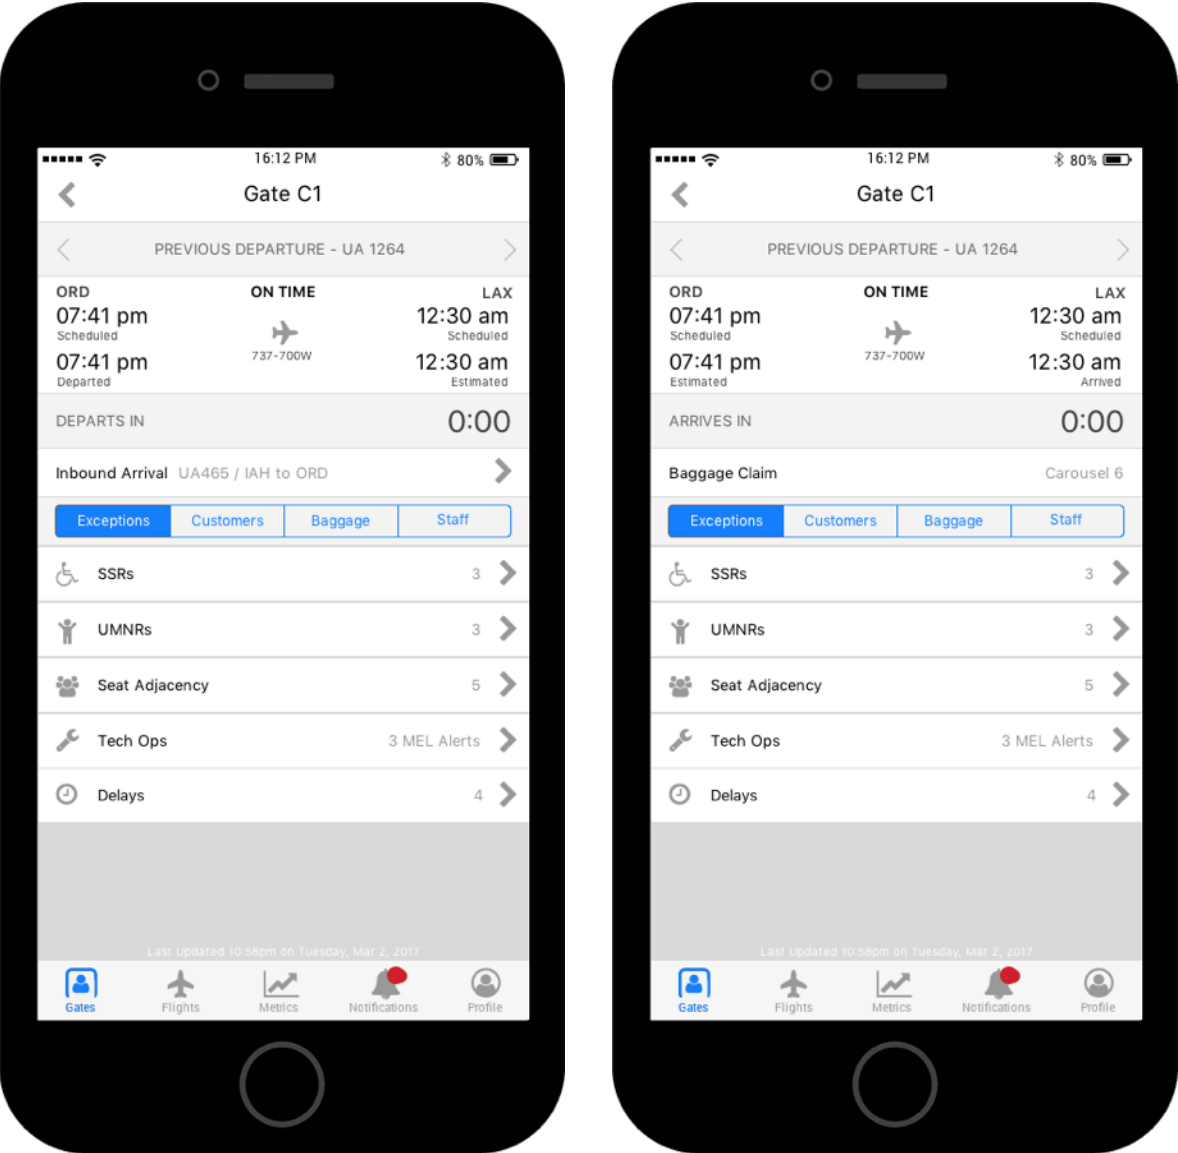 16:12 PM 80%
Gate C1
PREVIOUS DEPARTURE - UA 1264
ORD ON TIME LAX
07:41 pm 12:30 am
Scheduled Scheduled
737-700W
07:41 pm 12:30 am
Departed Estimated
DEPARTS IN 0:00
Inbound Arrival UA465 / IAH to ORD
Exceptions Customers Baggage Staff
SSRs 3
UMNRs 3
Seat Adjacency 5
Tech Ops 3 MEL Alerts
Delays 4
Last Updated 10:58pm on Tuesday, Mar 2, 2017
Gates Flights Metrics Notifications Profile
16:12 PM 80%
Gate C1
PREVIOUS DEPARTURE - UA 1264
ORD ON TIME LAX
07:41 pm 12:30 am
Scheduled Scheduled
737-700W
07:41 pm 12:30 am
Estimated Arrived
ARRIVES IN 0:00
Baggage Claim Carousel 6
Exceptions Customers Baggage Staff
SSRs 3
UMNRs 3
Seat Adjacency 5
Tech Ops 3 MEL Alerts
Delays 4
Last Updated 10:58pm on Tuesday, Mar 2, 2017
Gates Flights Metrics Notifications Profile